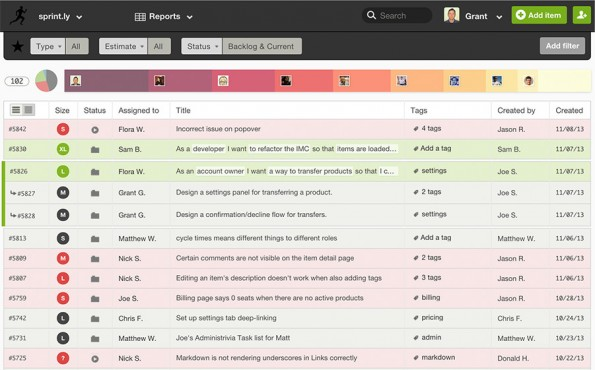 sprint.ly Reports Search Grant Add item
Type All Estimate All Status Backlog & Current Add filter
102
Size Status Assigned to Title Tags Created by Created
#5842 S Flora W. Incorrect issue on popover 4 tags Jason R. 11/08/13
#5830 XL Sam B. As a developer I want to refactor the IMC so that items are loaded... Add a tag Sam B. 11/07/13
#5826 L Flora W. As an account owner I want a way to transfer products so that I c... settings Joe S. 11/07/13
#5827 M Grant G. Design a settings panel for transferring a product. 2 tags Joe S. 11/07/13
#5828 M Grant G. Design a confirmation/decline flow for transfers. settings Joe S. 11/07/13
#5813 S Matthew W. cycle times means different things to different roles Add a tag Matthew W. 11/06/13
#5809 M Nick S. Certain comments are not visible on the item detail page 2 tags Jason R. 11/06/13
#5807 L Nick S. Editing an item's description doesn't work when also adding tags 3 tags Jason R. 11/06/13
#5759 S Joe S. Billing page says 0 seats when there are no active products billing Jason R. 10/28/13
#5742 L Chris F. Set up settings tab deep-linking pricing Chris F. 10/24/13
#5731 L Matthew W. Joe's Administrivia Task list for Matt admin Matthew W. 10/23/13
#5725 ? Nick S. Markdown is not rendering underscores in Links correctly markdown Donald H. 10/22/13